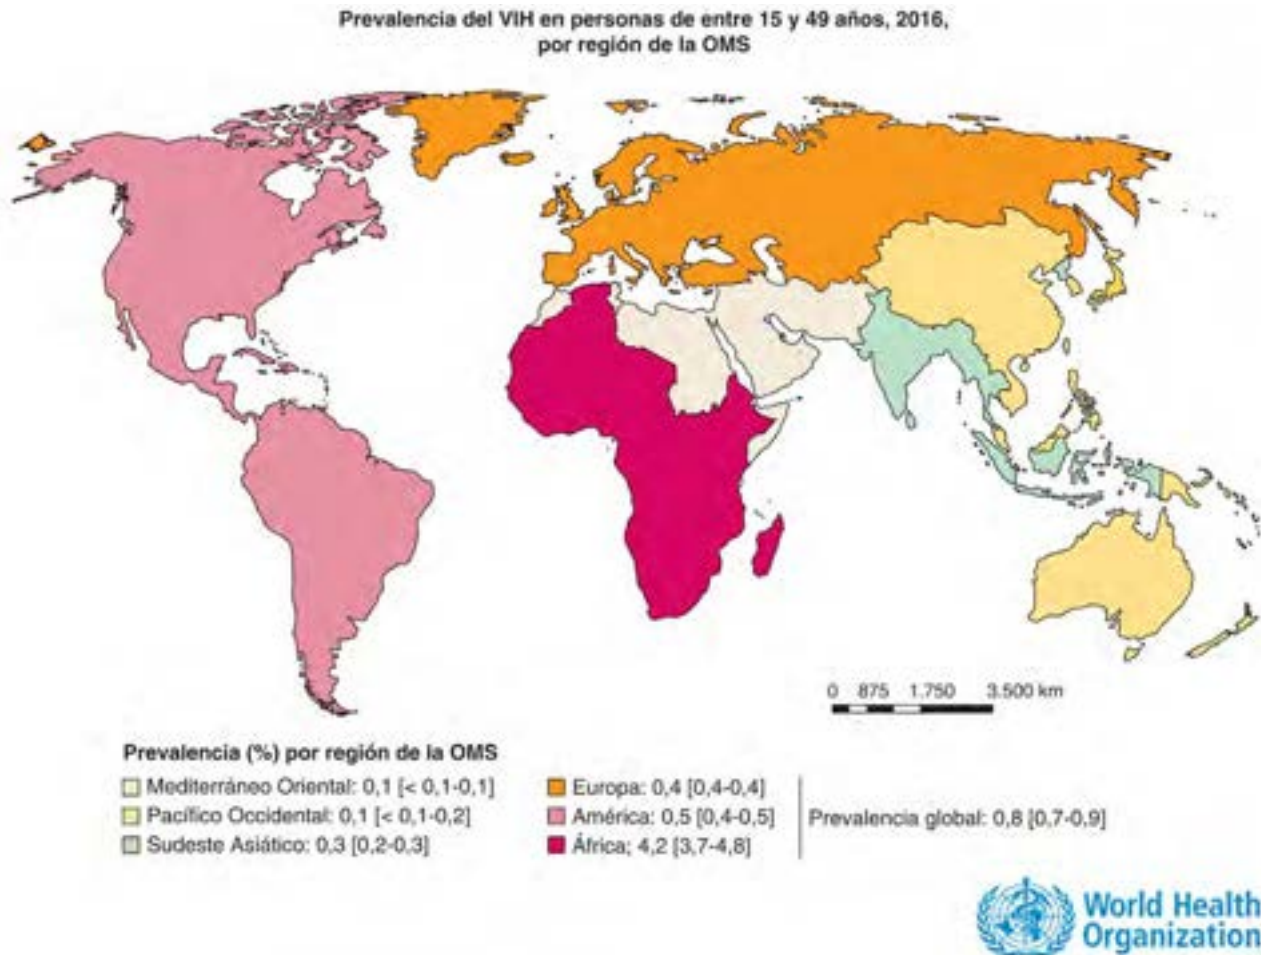 Prevalencia del VIH en personas de entre 15 y 49 años, 2016,
por región de la OMS
0 875 1.750 3.500 km
Prevalencia (%) por región de la OMS
Mediterráneo Oriental: 0,1 [< 0,1-0,1]
Pacífico Occidental: 0,1 [< 0,1-0,2]
Sudeste Asiático: 0,3 [0,2-0,3]
Europa: 0,4 [0,4-0,4]
América: 0,5 [0,4-0,5]
África; 4,2 [3,7-4,8]
Prevalencia global: 0,8 [0,7-0,9]
World Health
Organization